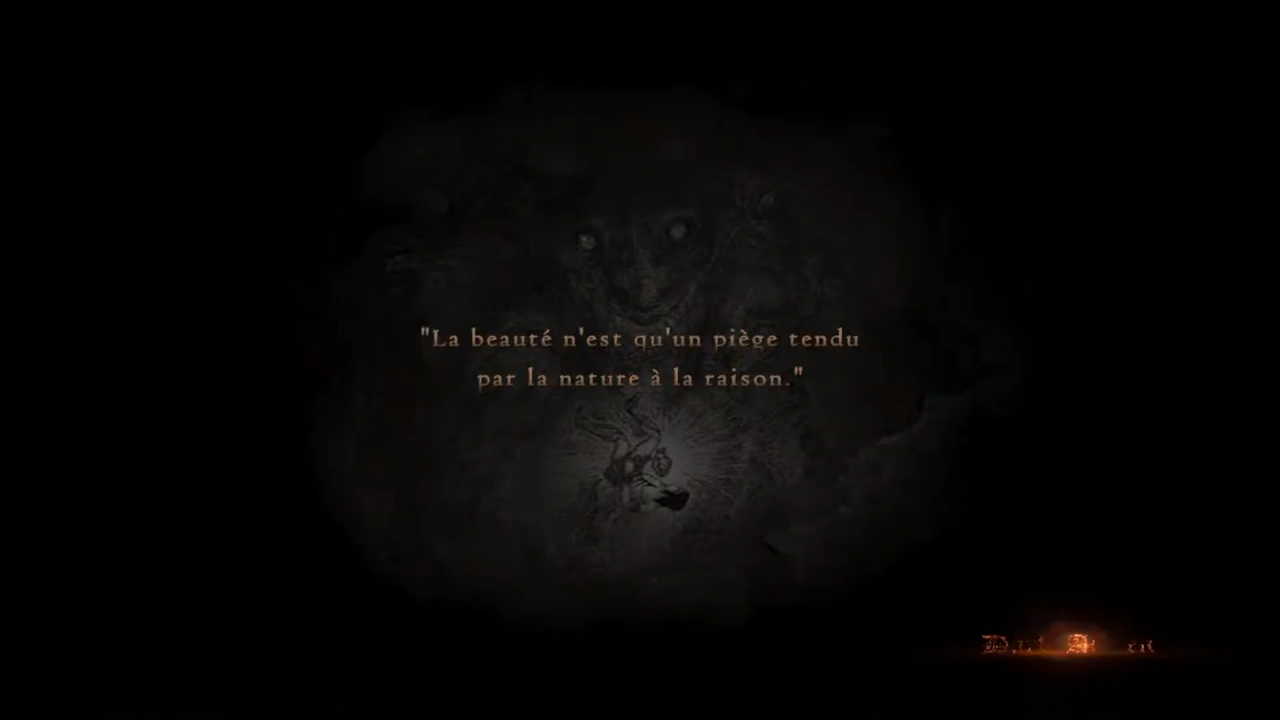 "La beauté n'est qu'un piège tendu
par la nature à la raison."